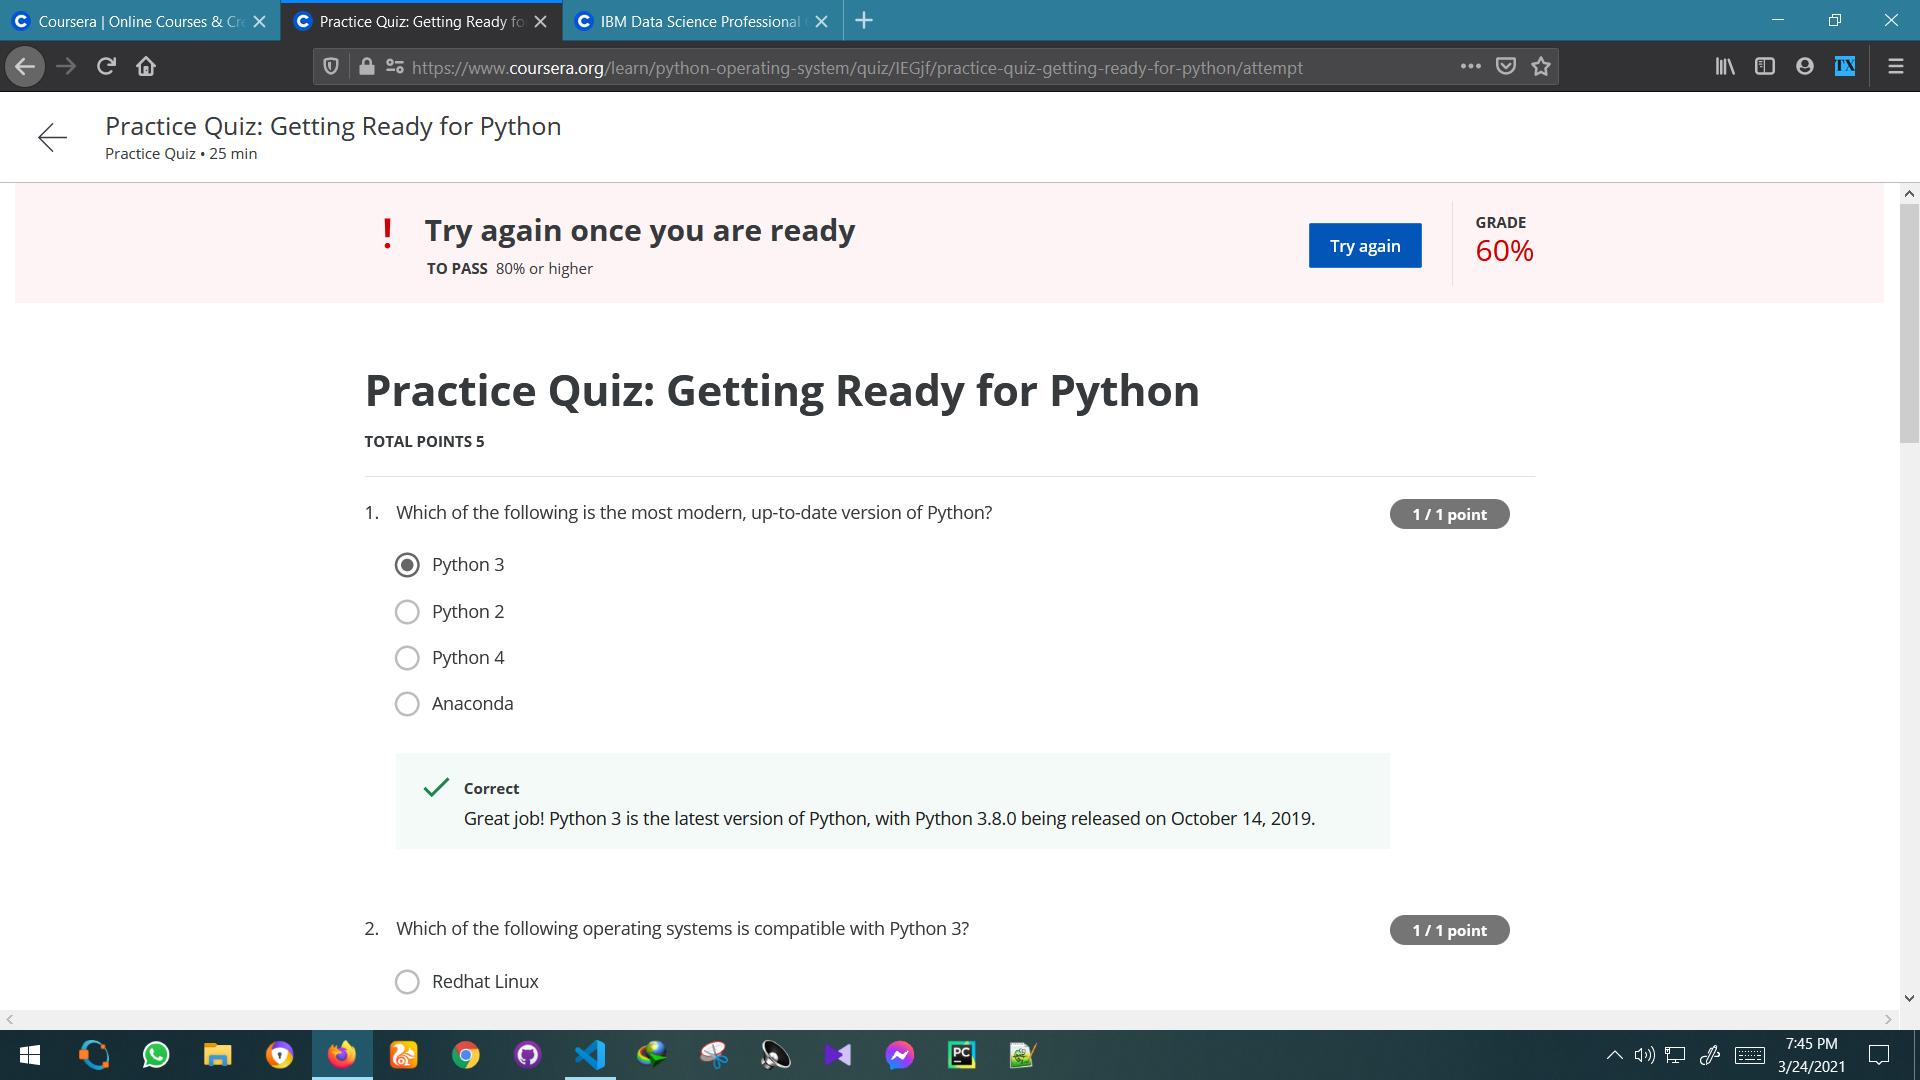 Coursera | Online Courses & Cre
Practice Quiz: Getting Ready fo
IBM Data Science Professional
https://www.coursera.org/learn/python-operating-system/quiz/IEGjf/practice-quiz-getting-ready-for-python/attempt
TX
Practice Quiz: Getting Ready for Python
Practice Quiz • 25 min
! Try again once you are ready
TO PASS 80% or higher
Try again
GRADE
60%
Practice Quiz: Getting Ready for Python
TOTAL POINTS 5
1. Which of the following is the most modern, up-to-date version of Python?
1 / 1 point
Python 3
Python 2
Python 4
Anaconda
Correct
Great job! Python 3 is the latest version of Python, with Python 3.8.0 being released on October 14, 2019.
2. Which of the following operating systems is compatible with Python 3?
1 / 1 point
Redhat Linux
PC
7:45 PM
3/24/2021